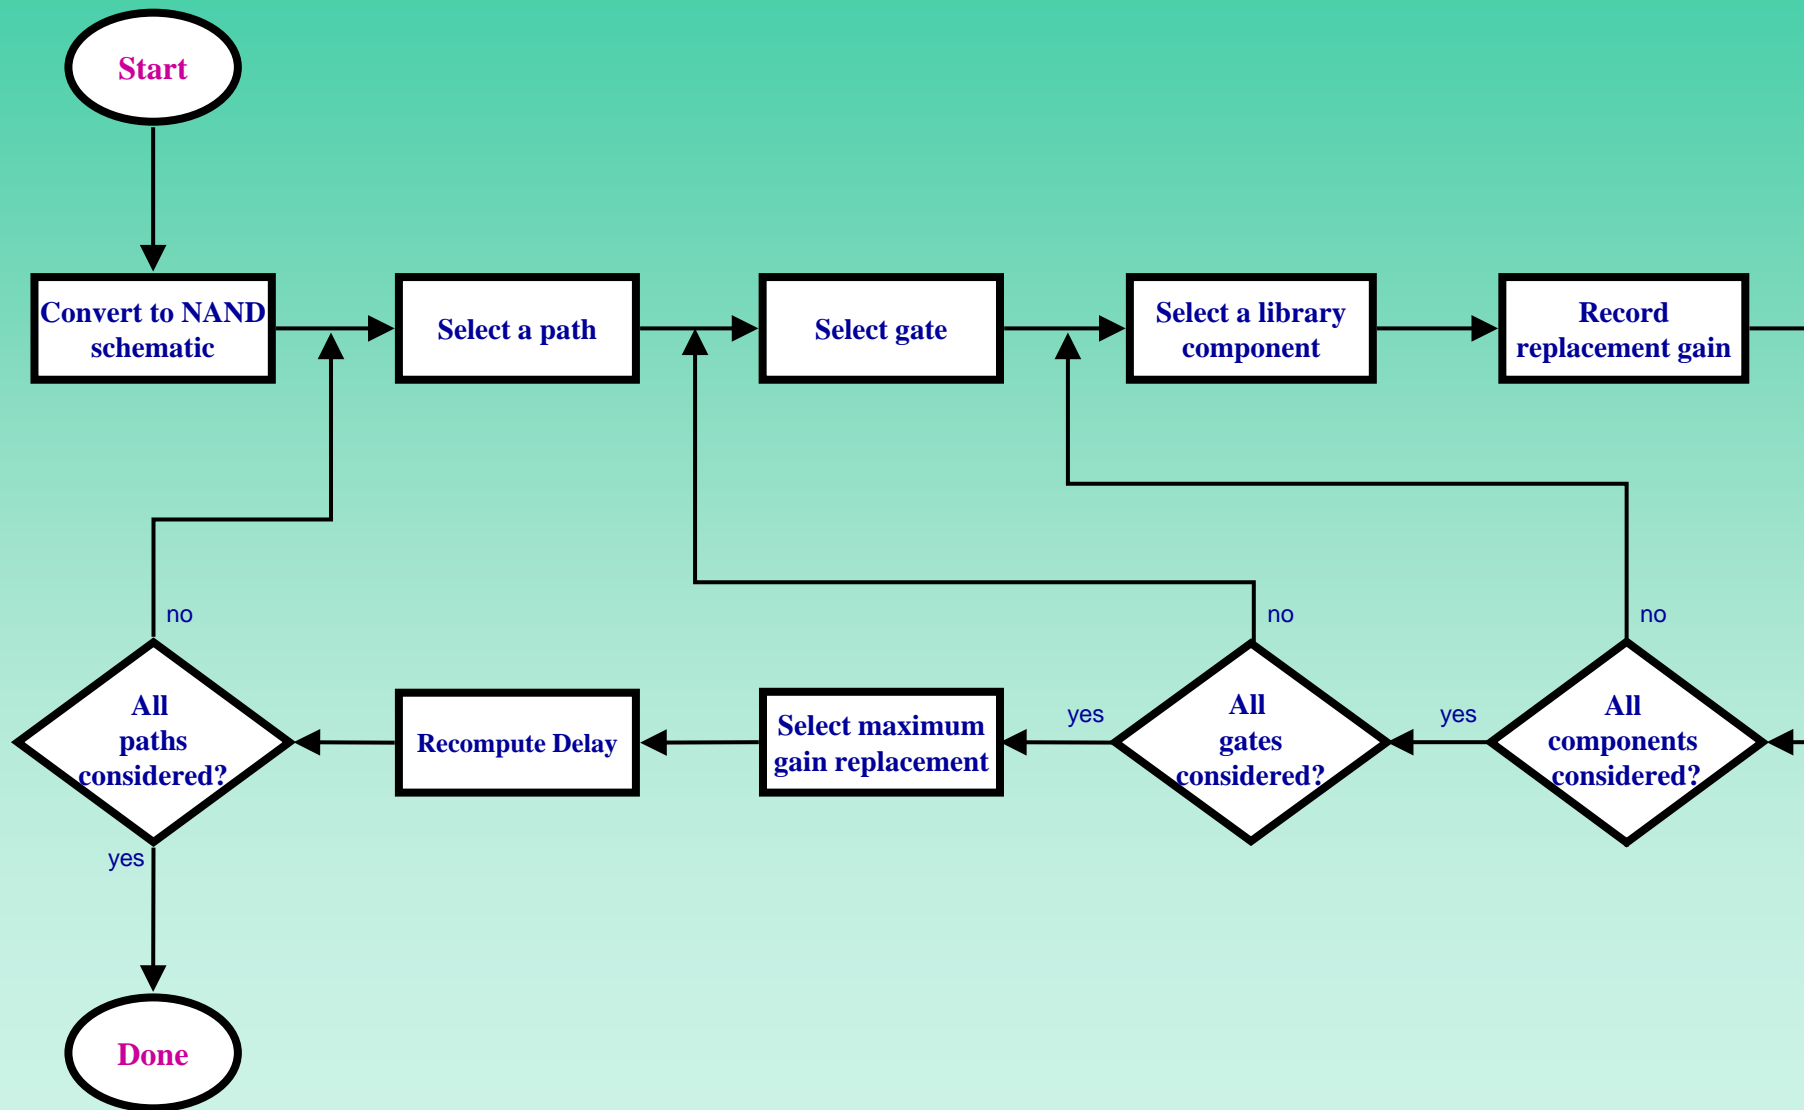 Start
Convert to NAND
schematic
Select a path
Select gate
Select a library
component
Record
replacement gain
no
no
no
All
paths
considered?
Recompute Delay
Select maximum
gain replacement
yes
All
gates
considered?
yes
All
components
considered?
yes
Done